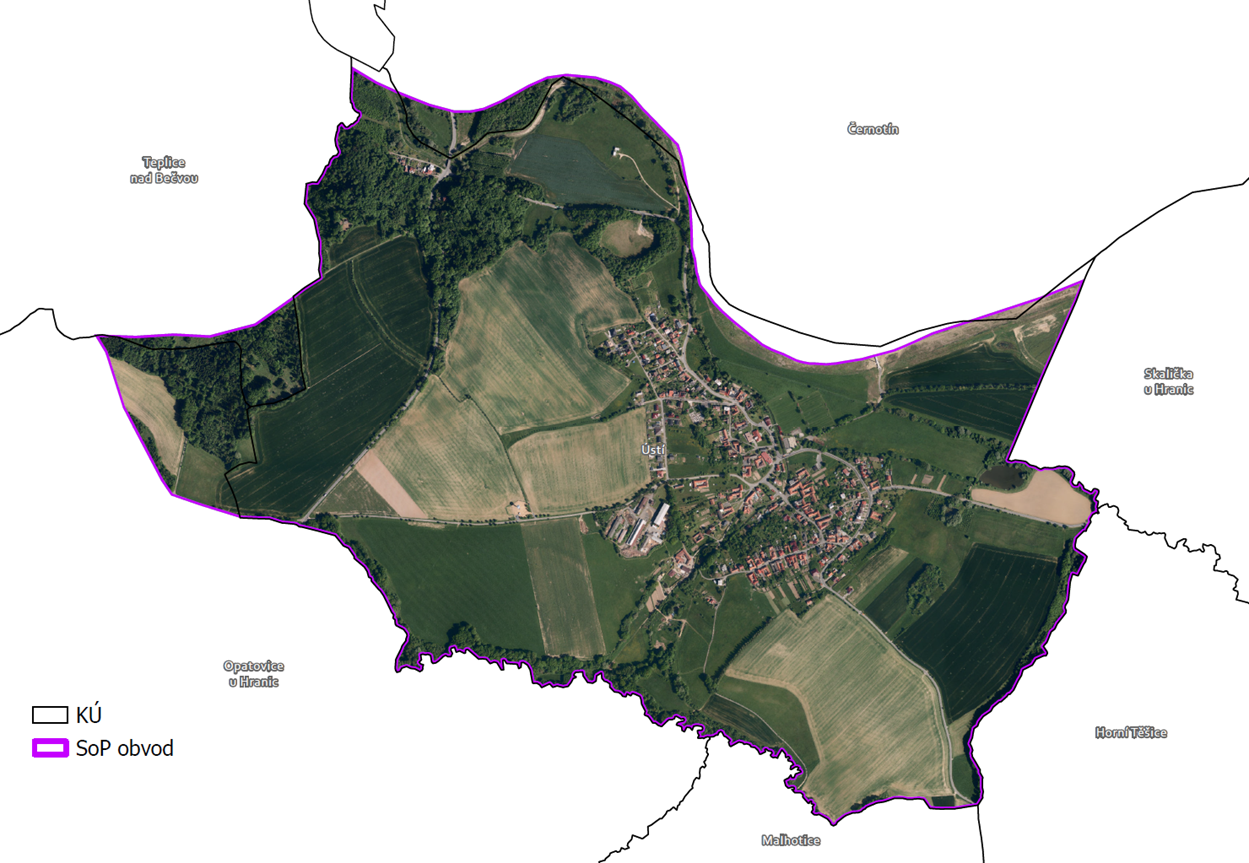 Černotín
Teplice
nad Bečvou
Skalička
u Hranic
Ústí
Opatovice
u Hranic
KÚ
SoP obvod
Horní Těšice
Malhotice